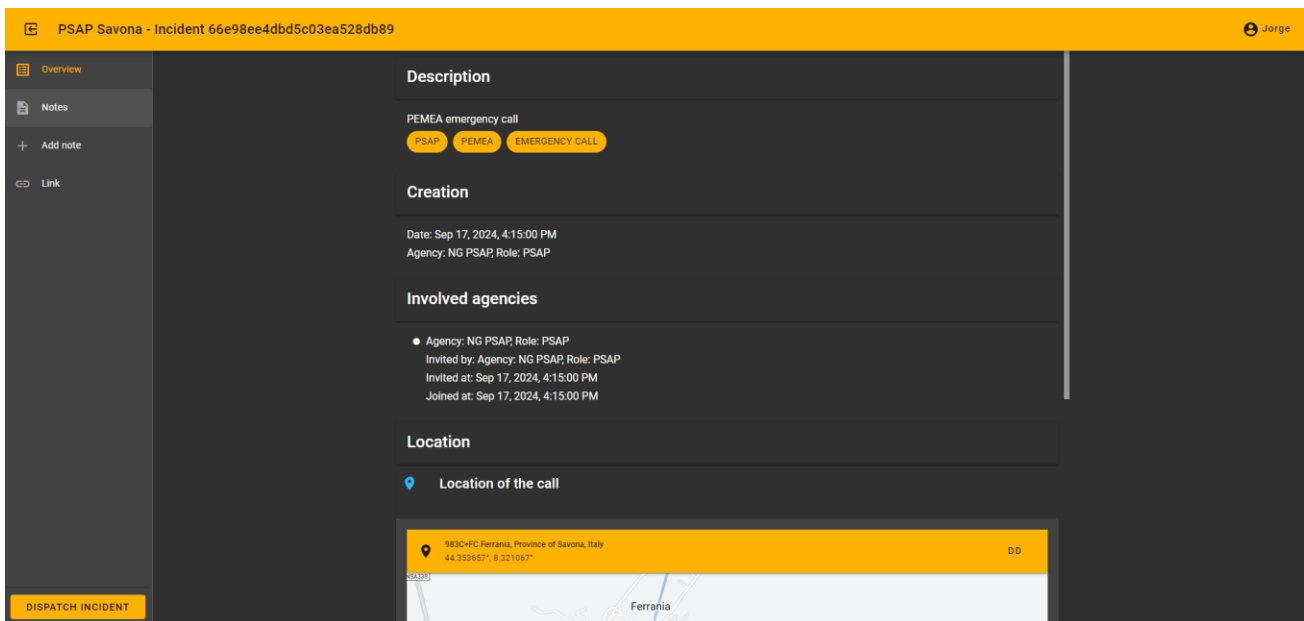 PSAP Savona - Incident 66e98ee4dbd5c03ea528db89
Jorge
Overview
Notes
Add note
Link
DISPATCH INCIDENT
Description
PEMEA emergency call
PSAP
PEMEA
EMERGENCY CALL
Creation
Date: Sep 17, 2024, 4:15:00 PM
Agency: NG PSAP, Role: PSAP
Involved agencies
Agency: NG PSAP, Role: PSAP
Invited by: Agency: NG PSAP, Role: PSAP
Invited at: Sep 17, 2024, 4:15:00 PM
Joined at: Sep 17, 2024, 4:15:00 PM
Location
Location of the call
983C+FC Ferrania, Province of Savona, Italy
44.353657°, 8.321067°
DD
Ferrania